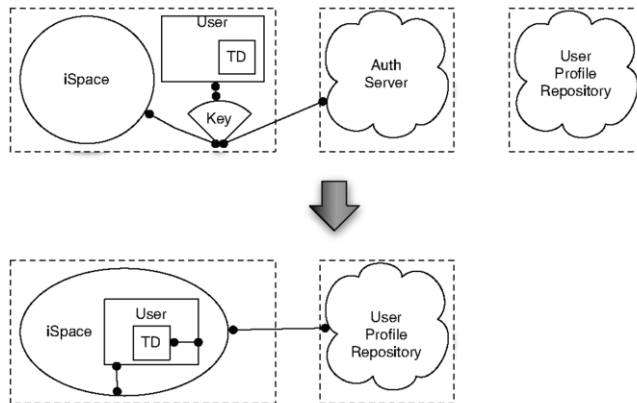 User
TD
iSpace
Key
Auth
Server
User
Profile
Repository
iSpace
User
TD
User
Profile
Repository